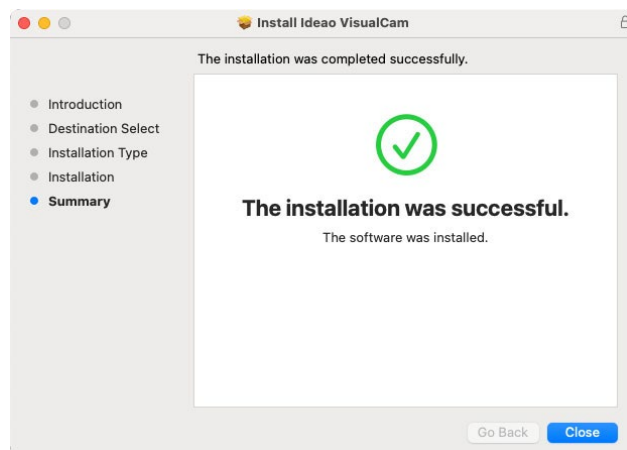 Install Ideao VisualCam
The installation was completed successfully.
Introduction
Destination Select
Installation Type
Installation
Summary
The installation was successful.
The software was installed.
Go Back
Close